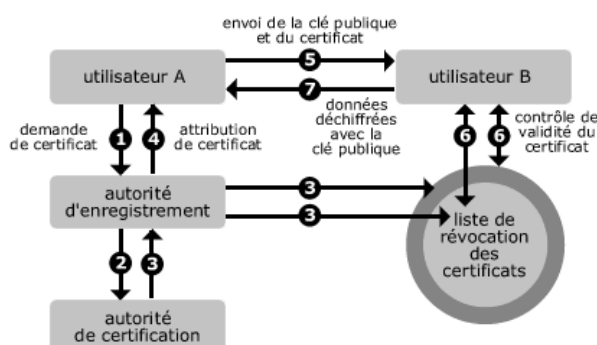 envoi de la clé publique
et du certificat
5
utilisateur A
utilisateur B
7
données
déchiffrées
avec la
clé publique
demande
de certificat
1
4
attribution
de certificat
6
6
contrôle de
validité du
certificat
autorité
d'enregistrement
3
3
liste de
révocation
des
certificats
2
3
autorité
de certification